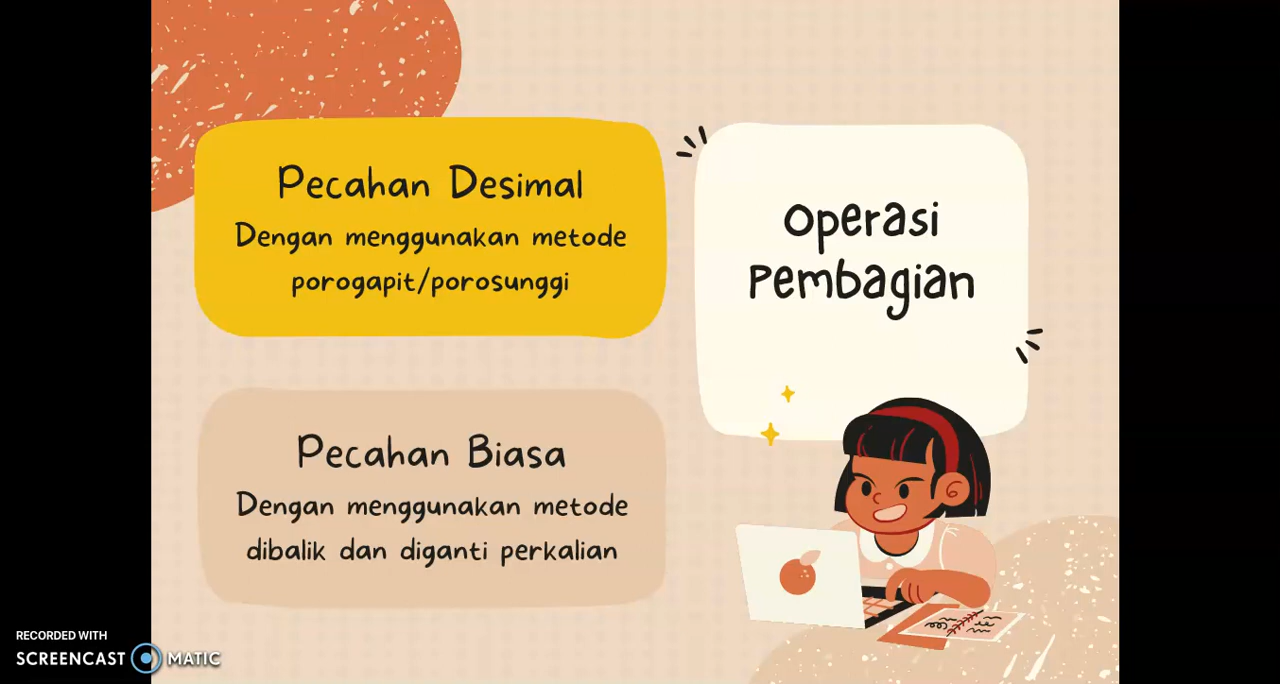 Pecahan Desimal
Dengan menggunakan metode
porogapit/porosunggi
Operasi
Pembagian
Pecahan Biasa
Dengan menggunakan metode
dibalik dan diganti perkalian
RECORDED WITH
SCREENCAST MATIC